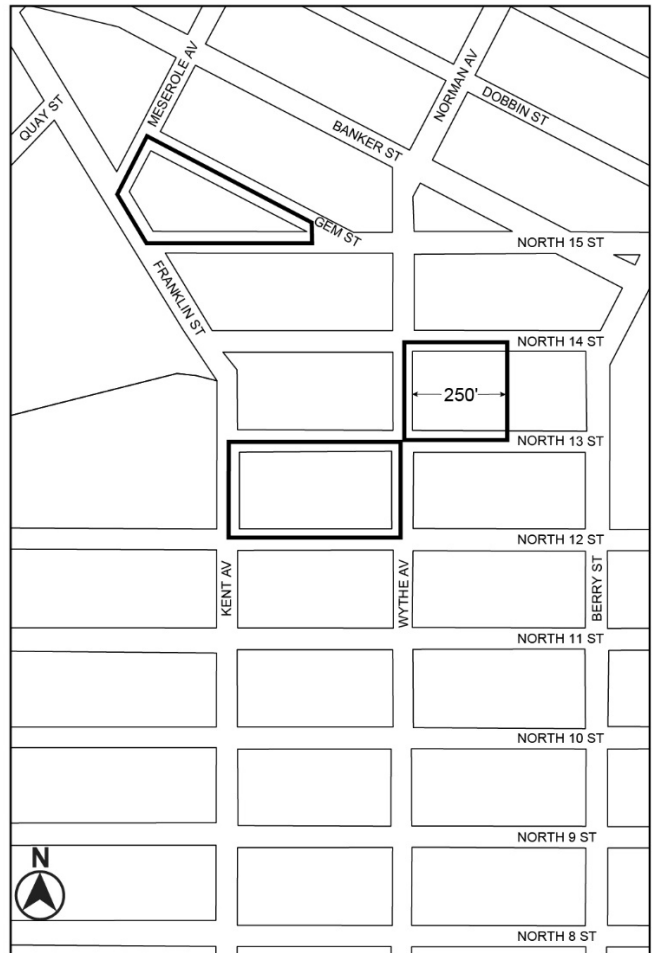 MESEROLE AV
NORMAN AV
QUAY ST
DOBBIN ST
BANKER ST
GEM ST
NORTH 15 ST
FRANKLIN ST
NORTH 14 ST
250'
NORTH 13 ST
NORTH 12 ST
KENT AV
WYTHE AV
BERRY ST
NORTH 11 ST
NORTH 10 ST
NORTH 9 ST
N
NORTH 8 ST